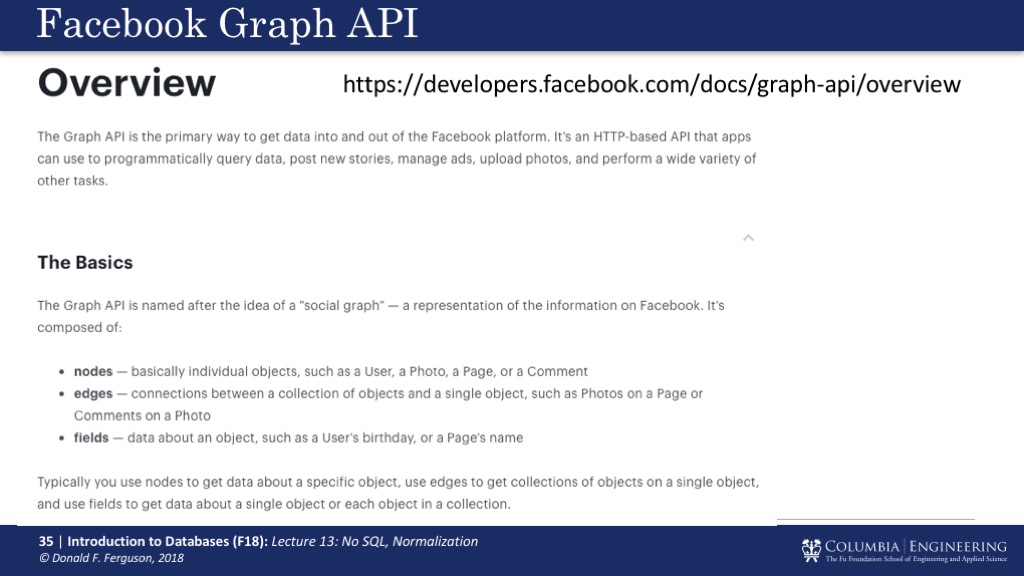 Facebook Graph API
Overview
https://developers.facebook.com/docs/graph-api/overview
The Graph API is the primary way to get data into and out of the Facebook platform. It's an HTTP-based API that apps
can use to programmatically query data, post new stories, manage ads, upload photos, and perform a wide variety of
other tasks.
The Basics
The Graph API is named after the idea of a "social graph" — a representation of the information on Facebook. It's
composed of:
• nodes — basically individual objects, such as a User, a Photo, a Page, or a Comment
• edges — connections between a collection of objects and a single object, such as Photos on a Page or
Comments on a Photo
• fields — data about an object, such as a User's birthday, or a Page's name
Typically you use nodes to get data about a specific object, use edges to get collections of objects on a single object,
and use fields to get data about a single object or each object in a collection.
35 | Introduction to Databases (F18): Lecture 13: No SQL, Normalization
© Donald F. Ferguson, 2018
COLUMBIA | ENGINEERING
The Fu Foundation School of Engineering and Applied Science